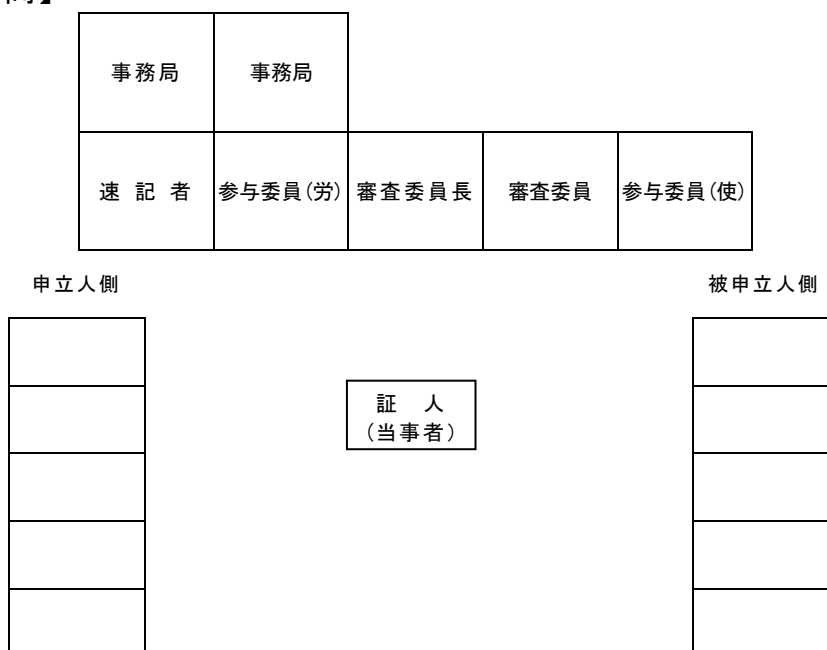 事務局 事務局
速記者 参与委員(労) 審査委員長 審査委員 参与委員(使)
申立人側 被申立人側
証人
(当事者)